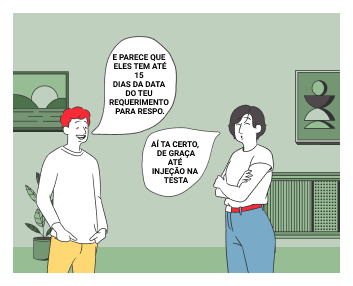 E PARECE QUE
ELES TEM ATÉ
15
DIAS DA DATA
DO TEU
REQUERIMENTO
PARA RESPO.
AÍ TA CERTO,
DE GRAÇA
ATÉ
INJEÇÃO NA
TESTA